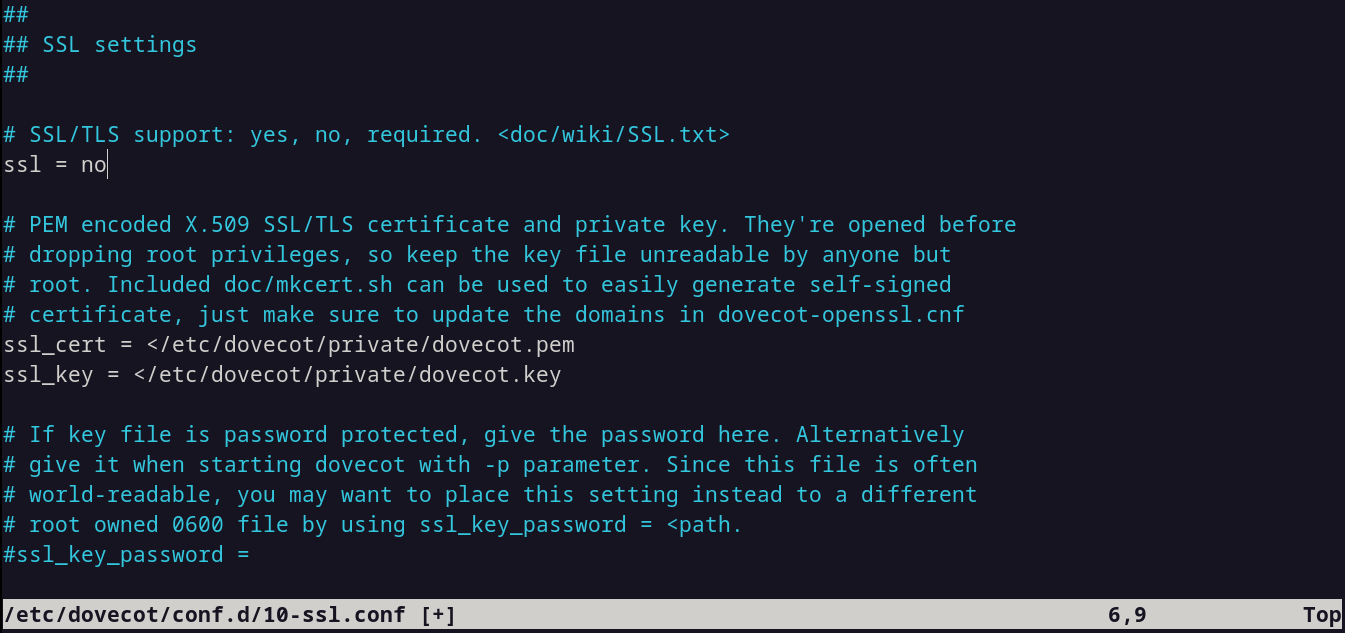 ##
## SSL settings
##
# SSL/TLS support: yes, no, required. <doc/wiki/SSL.txt>
ssl = no
# PEM encoded X.509 SSL/TLS certificate and private key. They're opened before
# dropping root privileges, so keep the key file unreadable by anyone but
# root. Included doc/mkcert.sh can be used to easily generate self-signed
# certificate, just make sure to update the domains in dovecot-openssl.cnf
ssl_cert = </etc/dovecot/private/dovecot.pem
ssl_key = </etc/dovecot/private/dovecot.key
# If key file is password protected, give the password here. Alternatively
# give it when starting dovecot with -p parameter. Since this file is often
# world-readable, you may want to place this setting instead to a different
# root owned 0600 file by using ssl_key_password = <path.
#ssl_key_password =
/etc/dovecot/conf.d/10-ssl.conf [+] 6,9 Top